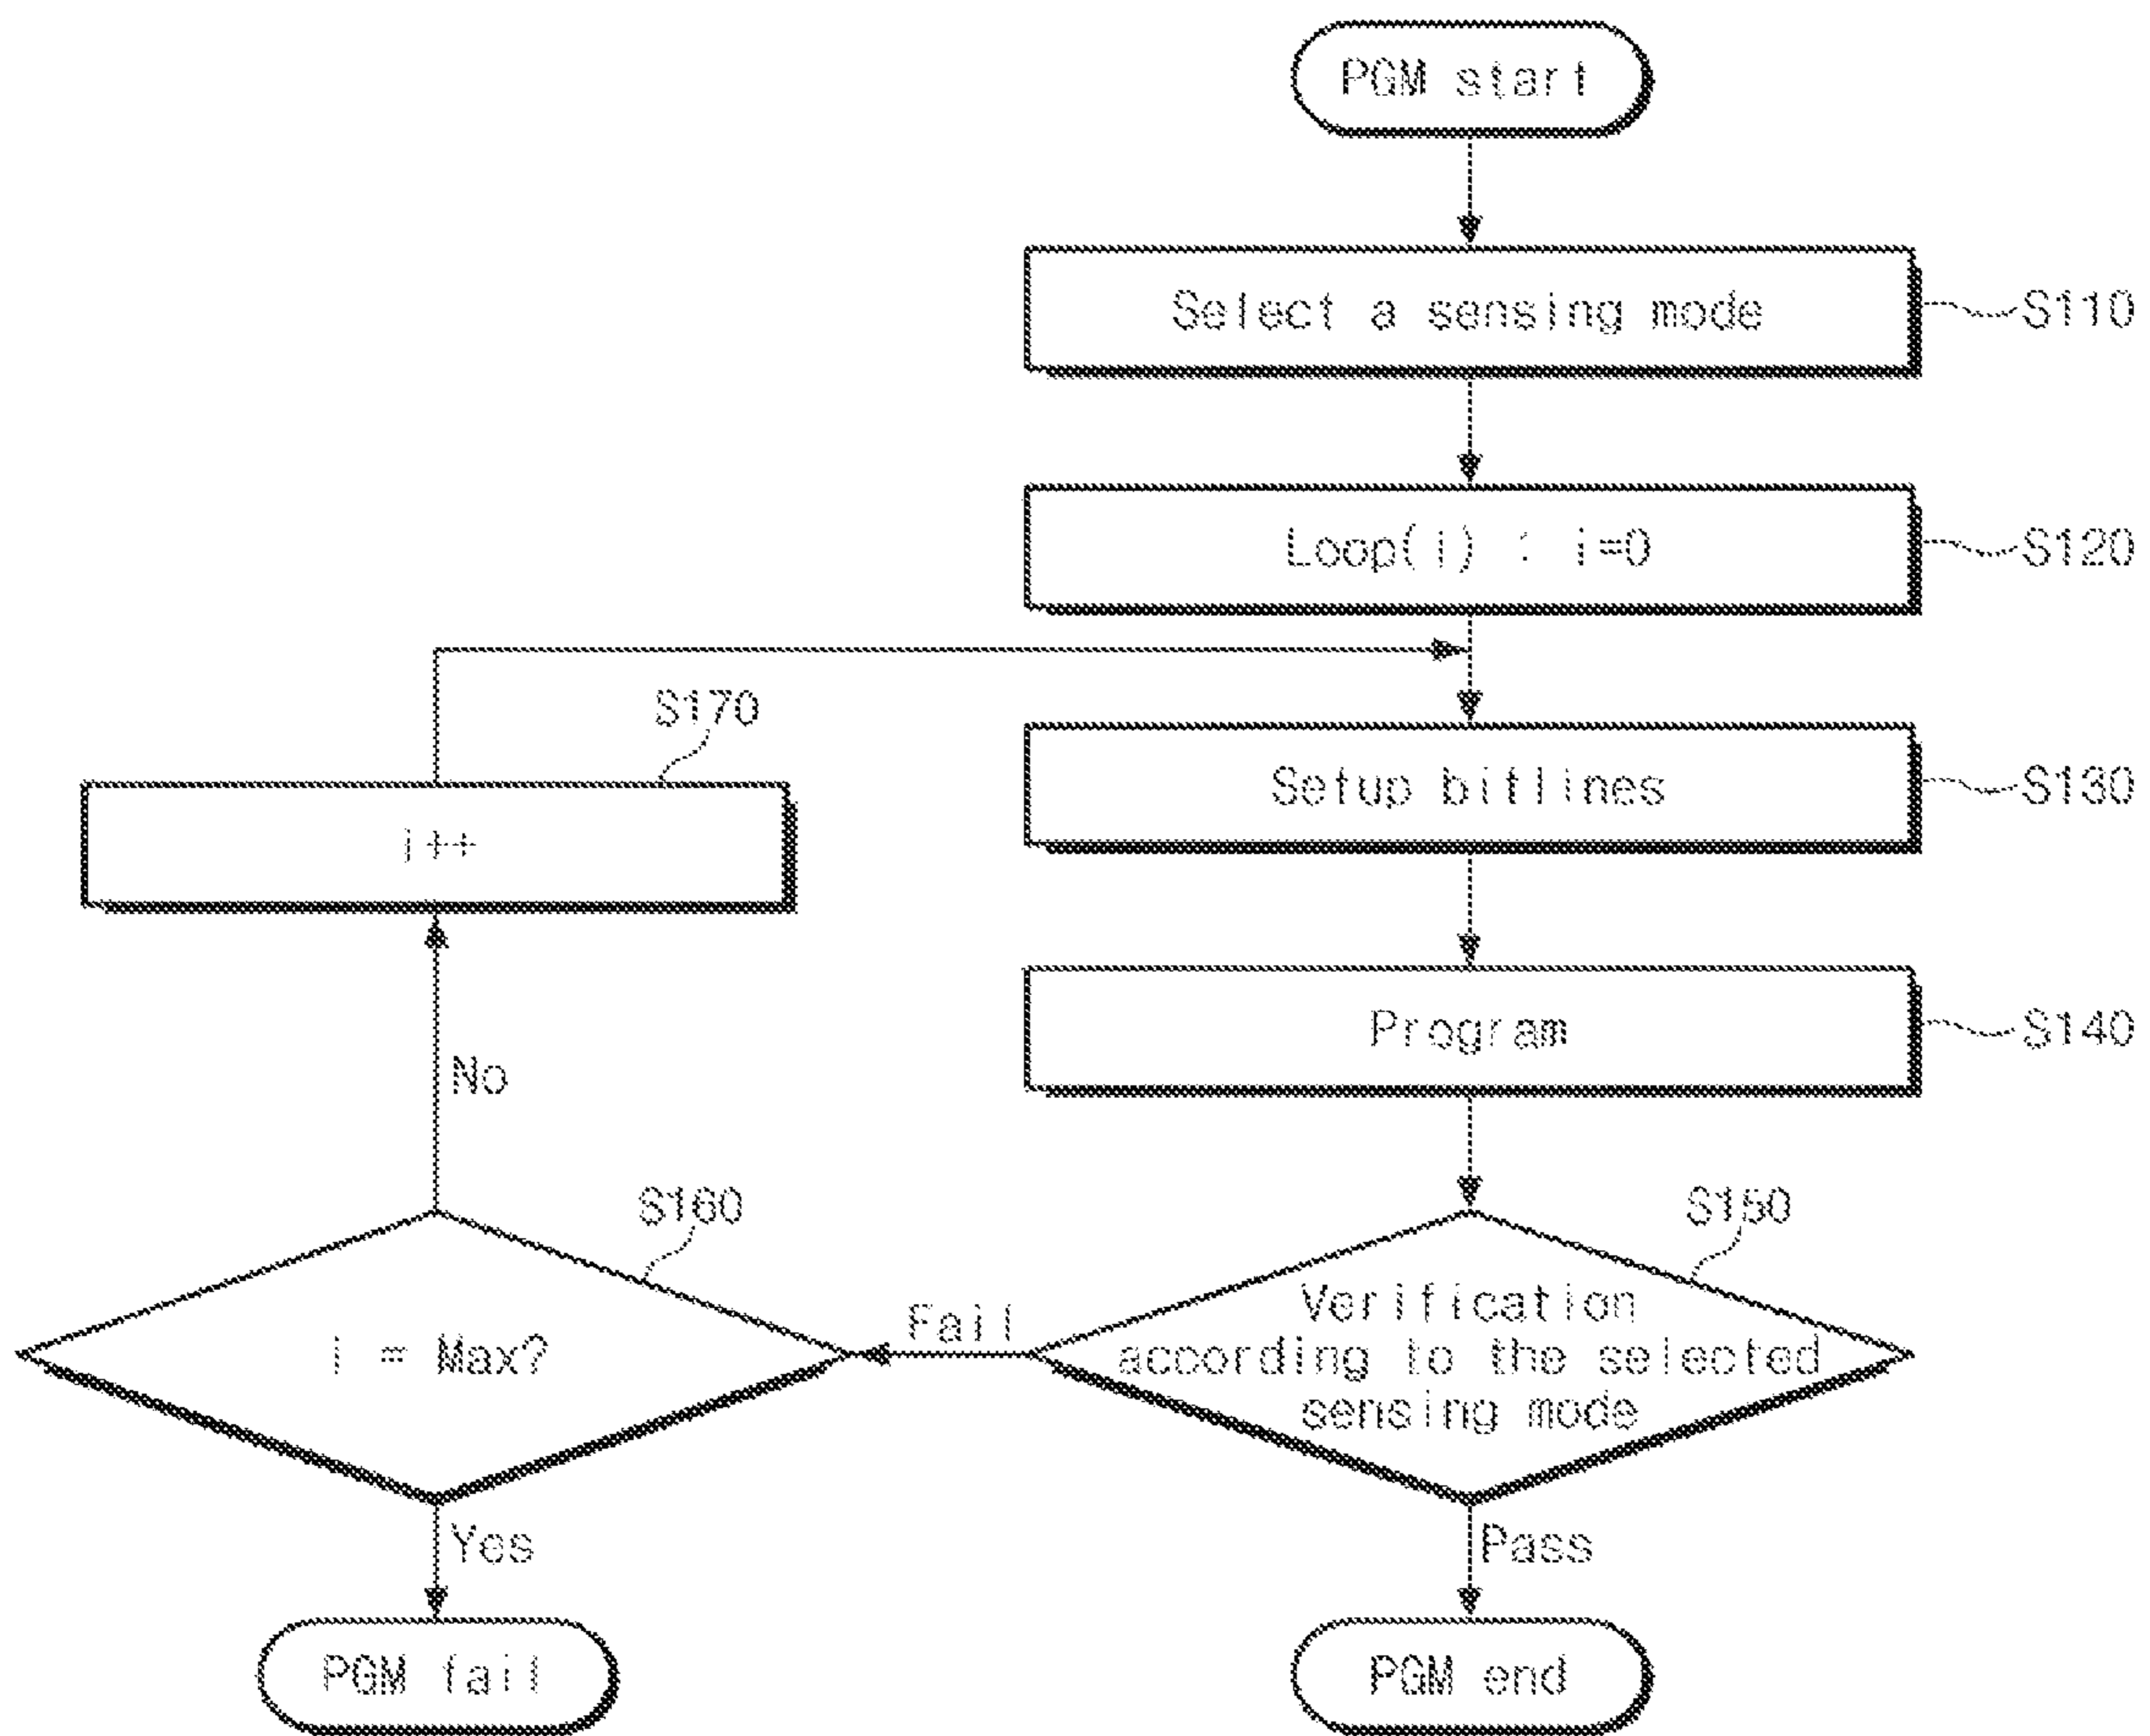 PGM start
Select a sensing mode
S110
Loop(i) : i=0
S120
S170
Setup bitlines
S130
i++
Program
S140
No
S160
S150
Verification
according to the selected
sensing mode
Fail
i = Max?
Yes
Pass
PGM fail
PGM end